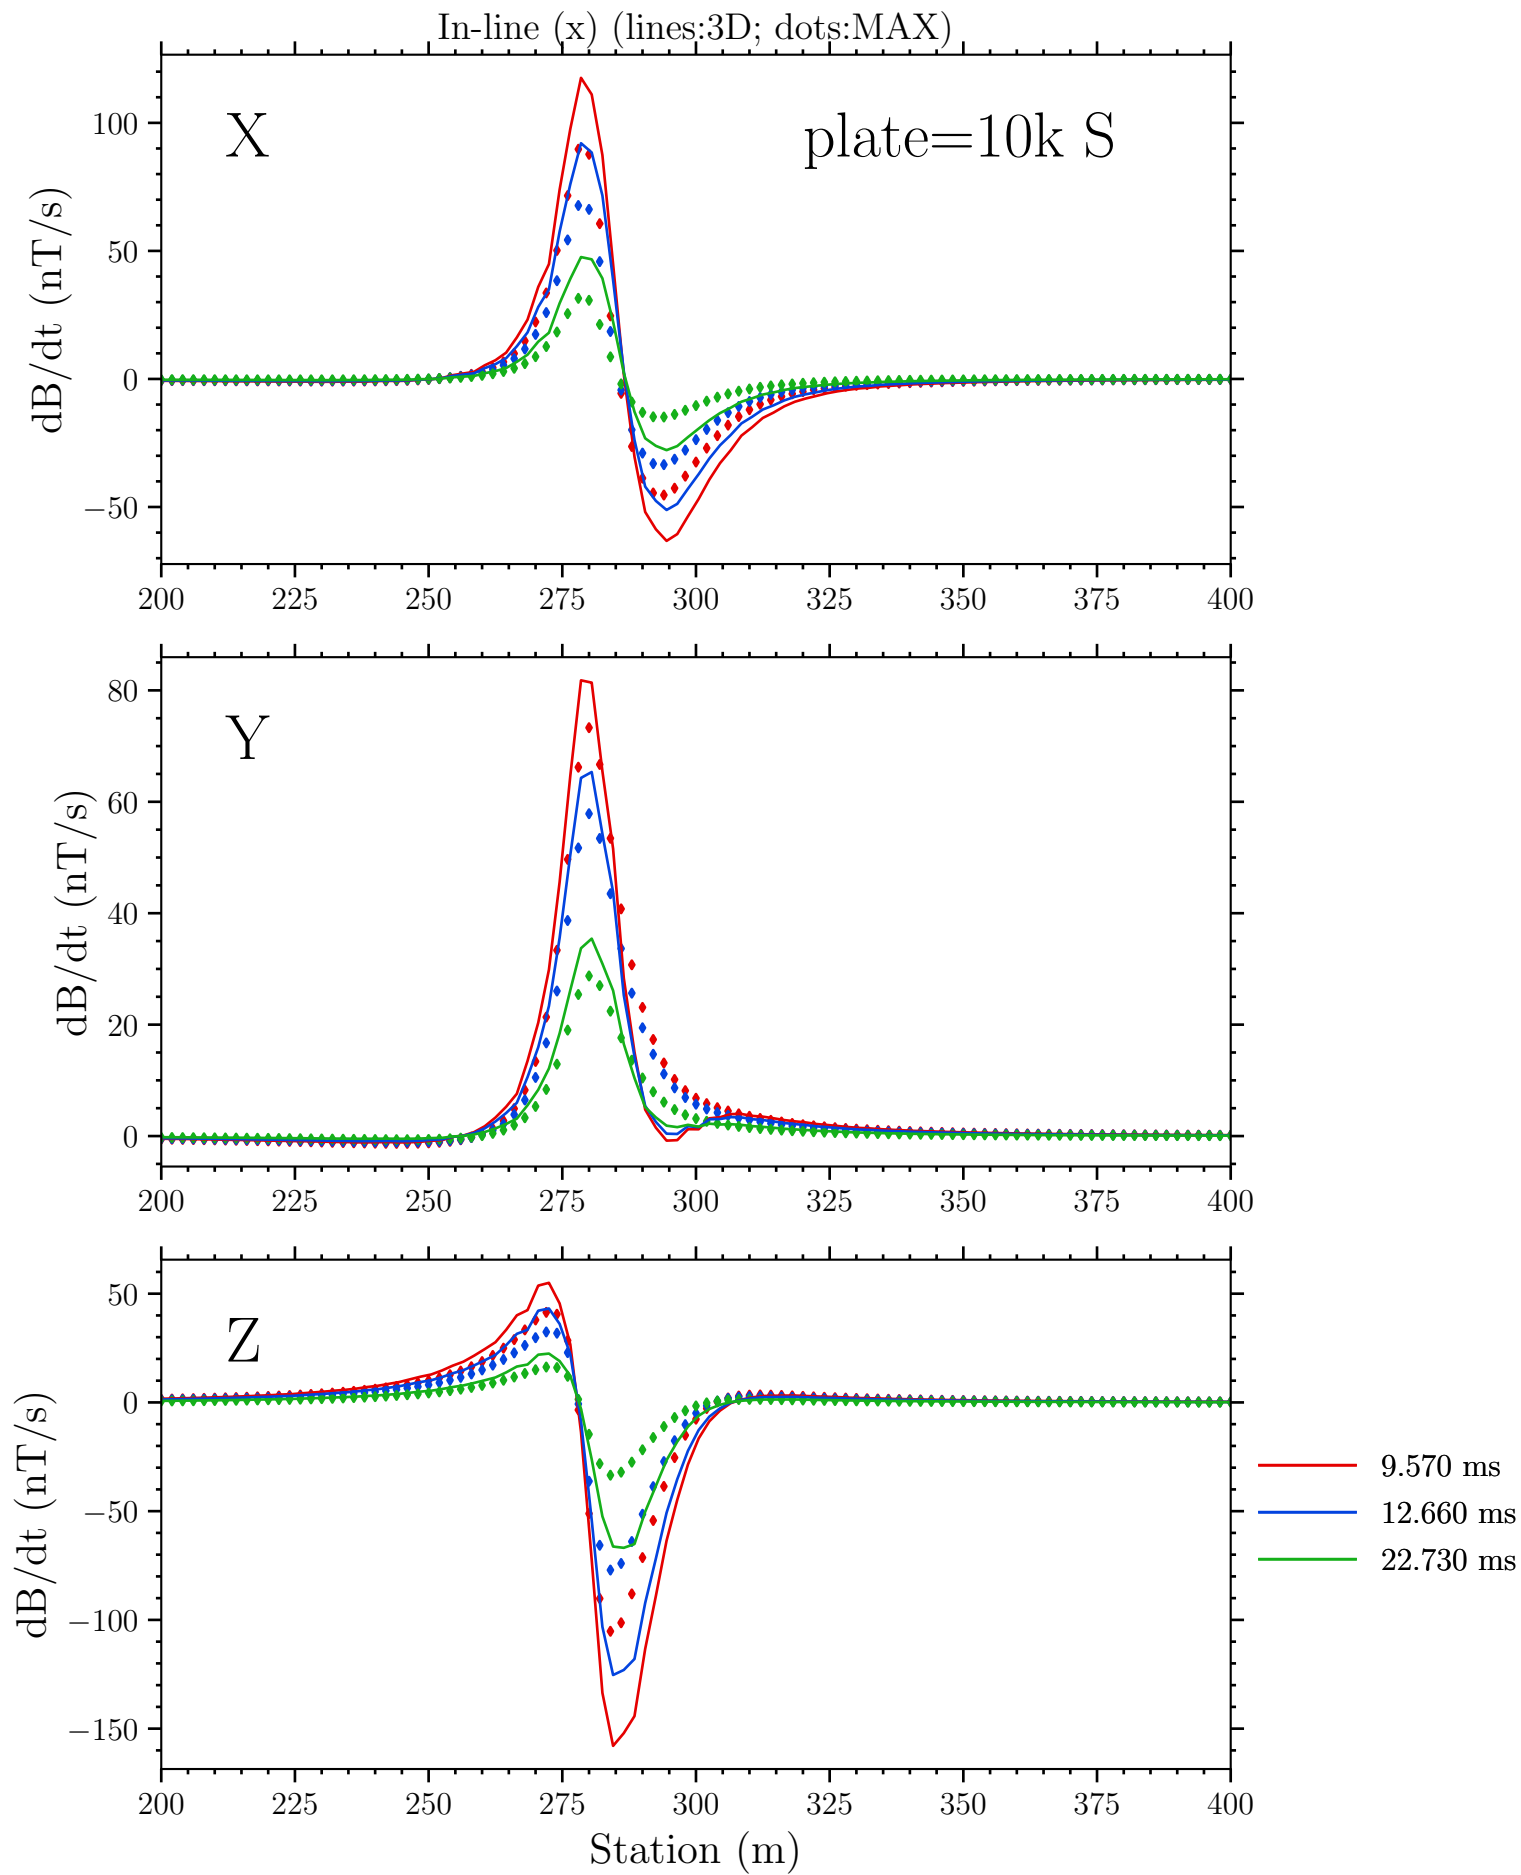 In-line (x) (lines:3D; dots:MAX)
X
plate=10k S
dB/dt (nT/s)
100
50
0
−50
200 225 250 275 300 325 350 375 400
Y
dB/dt (nT/s)
80
60
40
20
0
200 225 250 275 300 325 350 375 400
Z
dB/dt (nT/s)
50
0
−50
−100
−150
200 225 250 275 300 325 350 375 400
Station (m)
9.570 ms
12.660 ms
22.730 ms